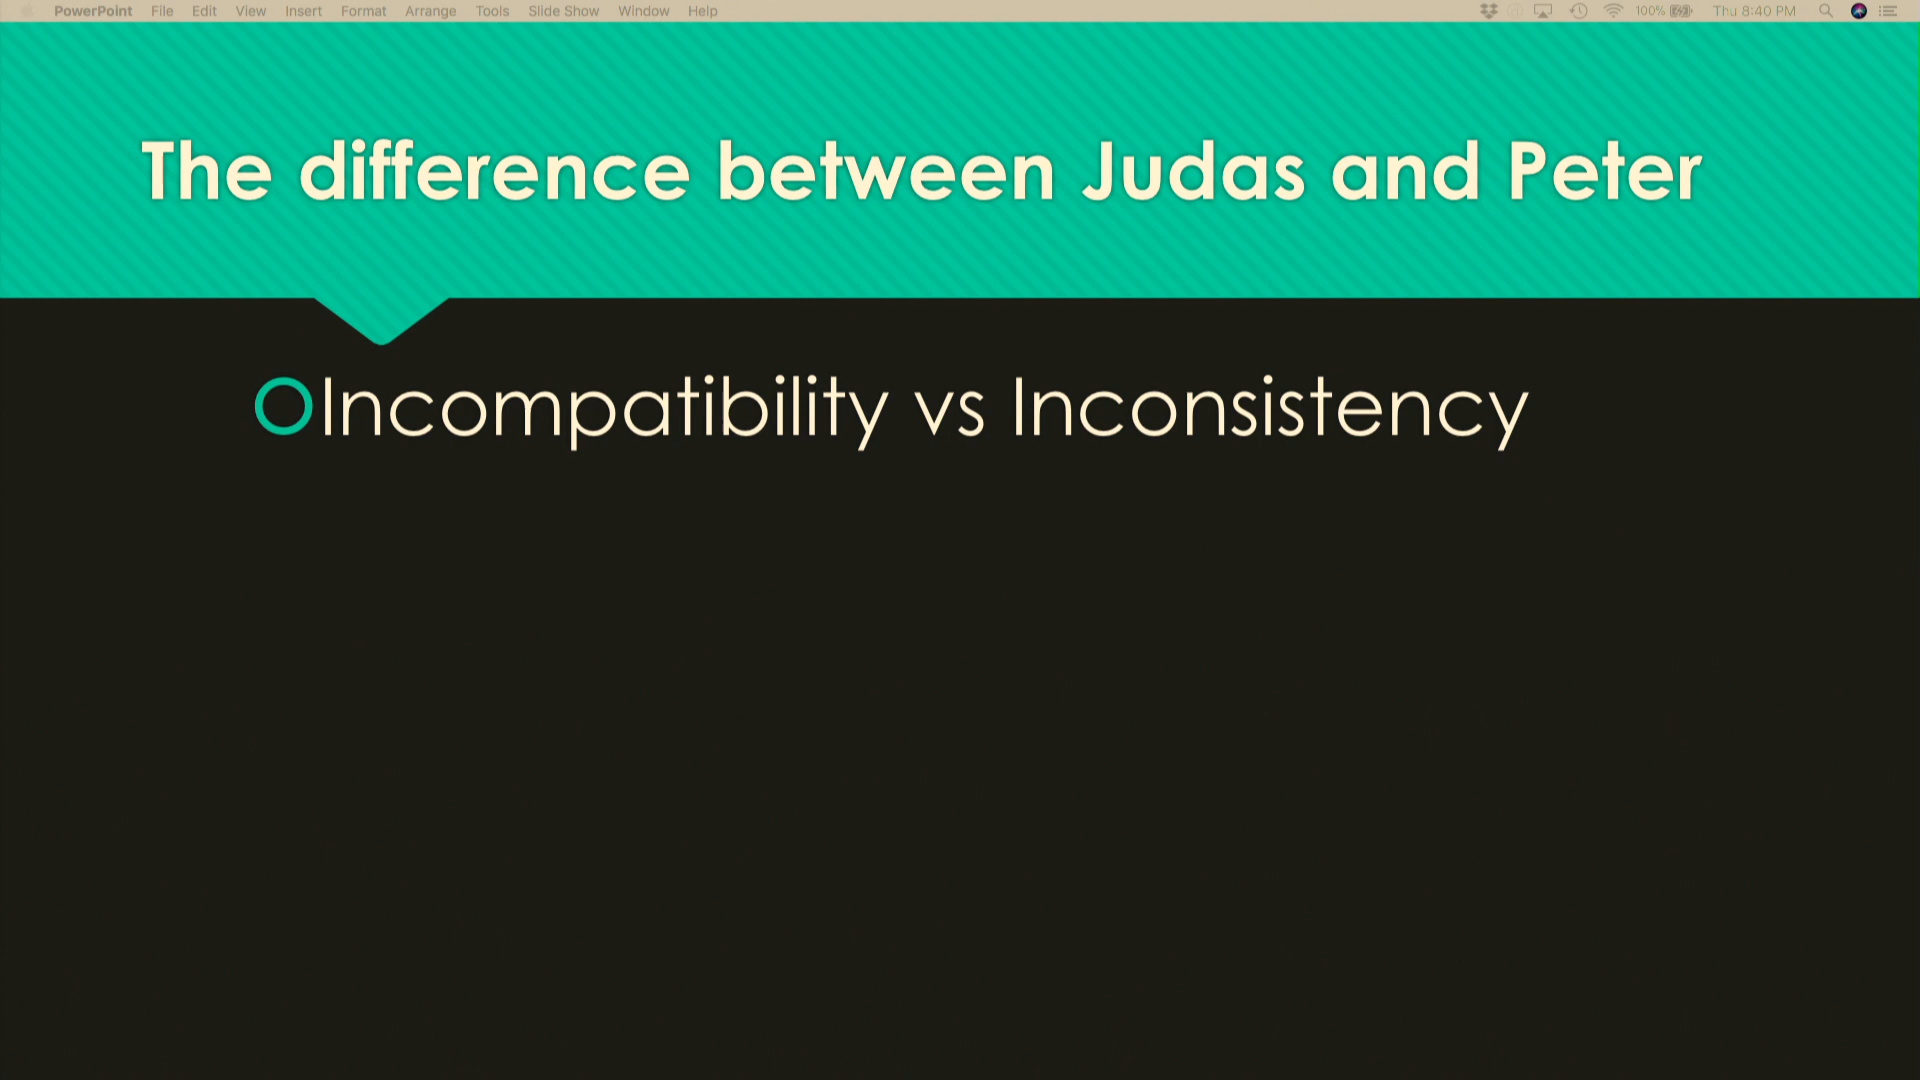 PowerPoint File Edit View Insert Format Arrange Tools Slide Show Window Help 100% Thu 8:40 PM
The difference between Judas and Peter
Incompatibility vs Inconsistency